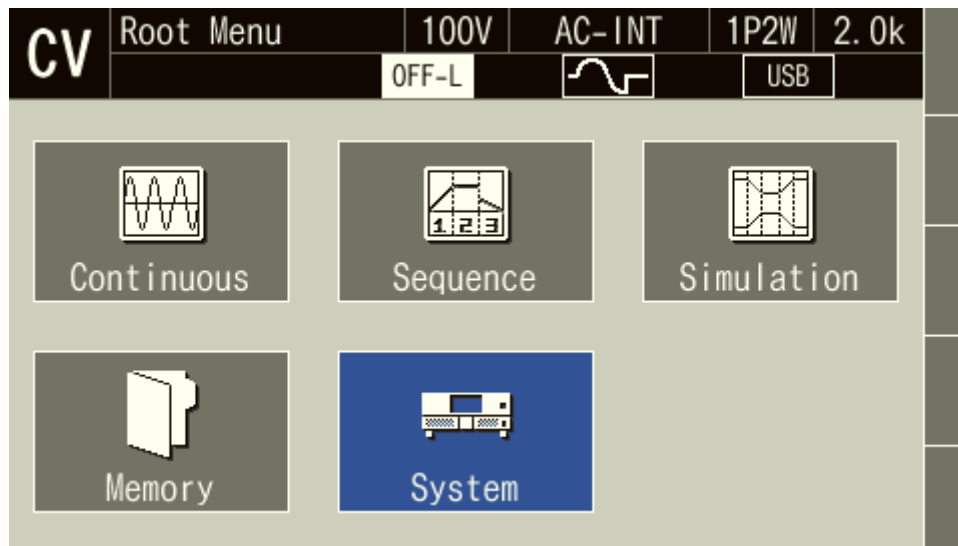 CV Root Menu 100V AC-INT 1P2W 2.0k
OFF-L USB
1 2 3
Continuous Sequence Simulation
Memory System